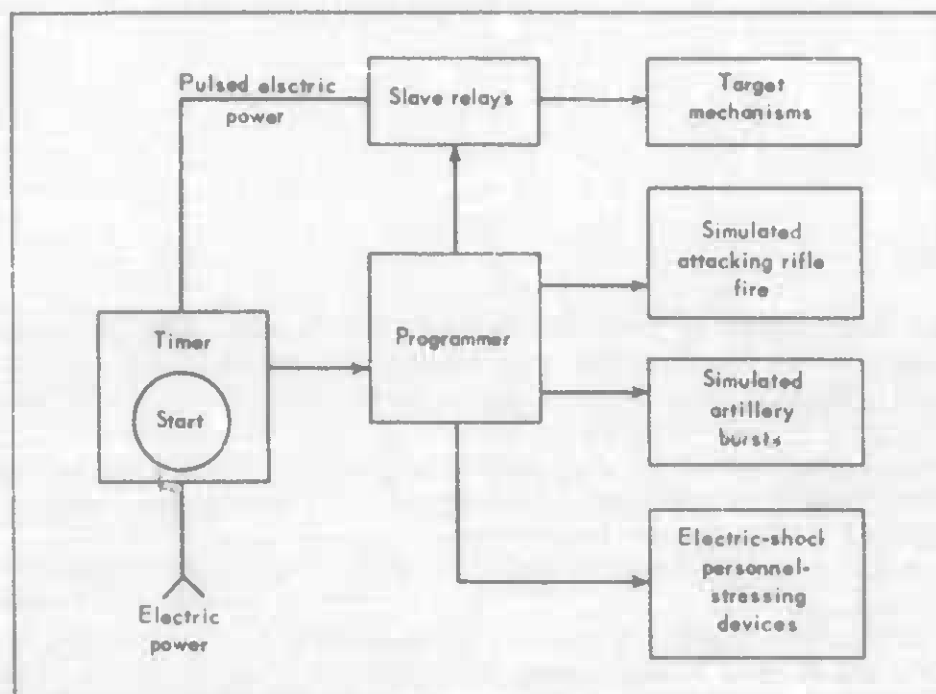 Pulsed elsctric
power
Slave relays
Target
mechanisms
Simulated
attacking rifle
fire
Timer
Programmer
Start
Simulated
artillery
bursts
Electric-shock
personnel-
stressing
devices
Electric
power